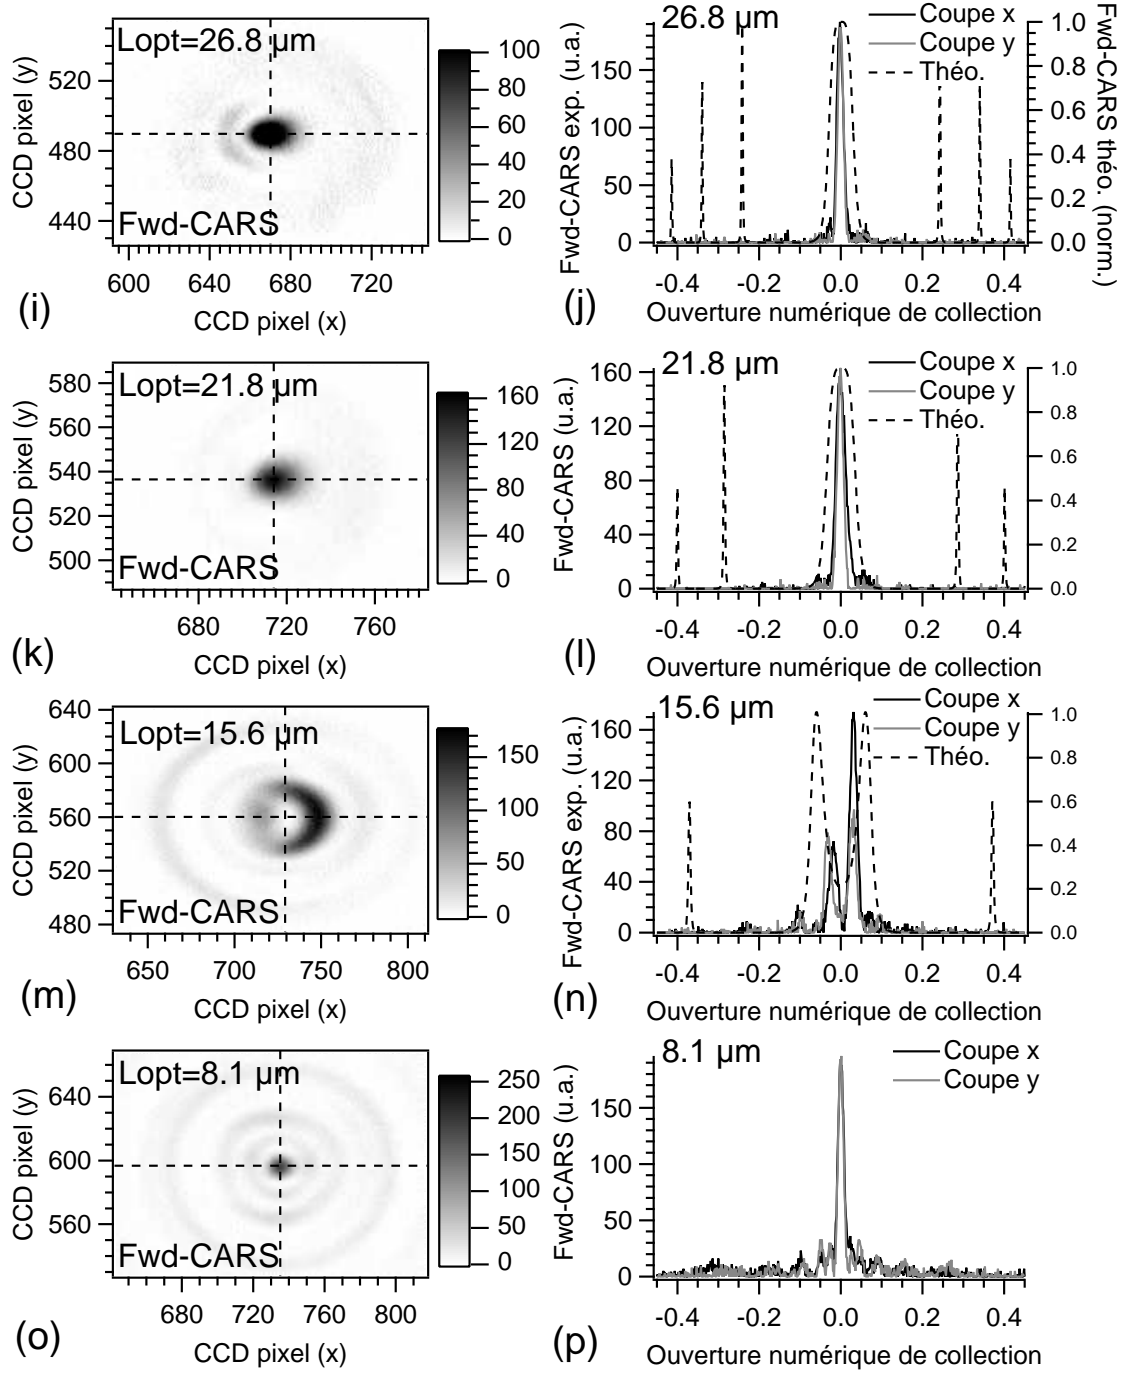 Lopt=26.8 µm
Fwd-CARS
CCD pixel (y)
520
480
440
600
640
680
720
CCD pixel (x)
100
80
60
40
20
0
(i)
26.8 µm
Coupe x
Coupe y
Théo.
Fwd-CARS exp. (u.a.)
150
100
50
0
1.0
0.8
0.6
0.4
0.2
0.0
Fwd-CARS théo. (norm.)
-0.4
-0.2
0.0
0.2
0.4
Ouverture numérique de collection
(j)
Lopt=21.8 µm
Fwd-CARS
CCD pixel (y)
580
560
540
520
500
680
720
760
CCD pixel (x)
160
120
80
40
0
(k)
21.8 µm
Coupe x
Coupe y
Théo.
Fwd-CARS (u.a.)
160
120
80
40
0
1.0
0.8
0.6
0.4
0.2
0.0
-0.4
-0.2
0.0
0.2
0.4
Ouverture numérique de collection
(l)
Lopt=15.6 µm
Fwd-CARS
CCD pixel (y)
640
600
560
520
480
650
700
750
800
CCD pixel (x)
150
100
50
0
(m)
15.6 µm
Coupe x
Coupe y
Théo.
Fwd-CARS exp. (u.a.)
160
120
80
40
0
1.0
0.8
0.6
0.4
0.2
0.0
-0.4
-0.2
0.0
0.2
0.4
Ouverture numérique de collection
(n)
Lopt=8.1 µm
Fwd-CARS
CCD pixel (y)
640
600
560
680
720
760
800
CCD pixel (x)
250
200
150
100
50
0
(o)
8.1 µm
Coupe x
Coupe y
Fwd-CARS (u.a.)
150
100
50
0
-0.4
-0.2
0.0
0.2
0.4
Ouverture numérique de collection
(p)